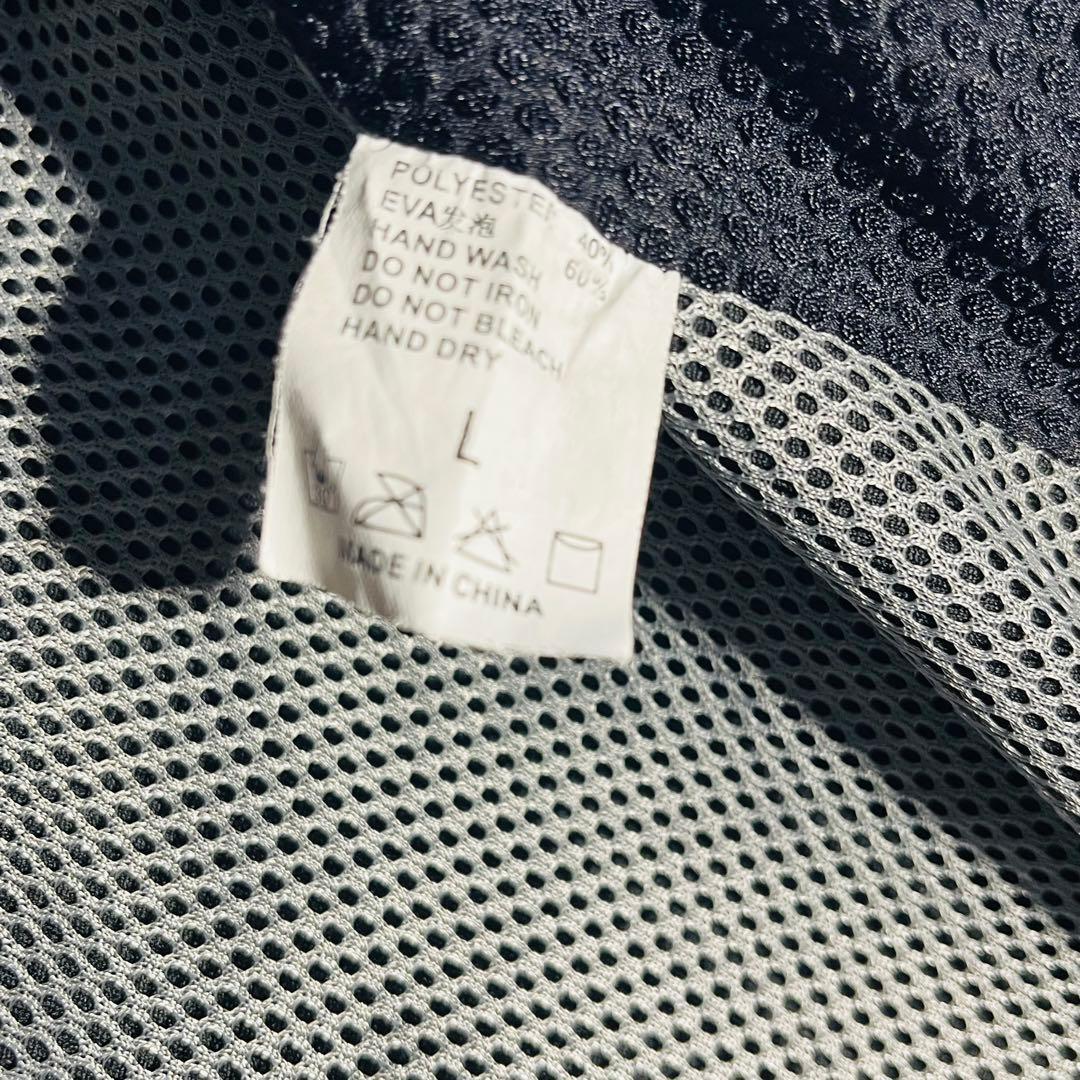 POLYESTER 40%
EVA发泡 60%
HAND WASH
DO NOT IRON
DO NOT BLEACH
HAND DRY
L
30
MADE IN CHINA